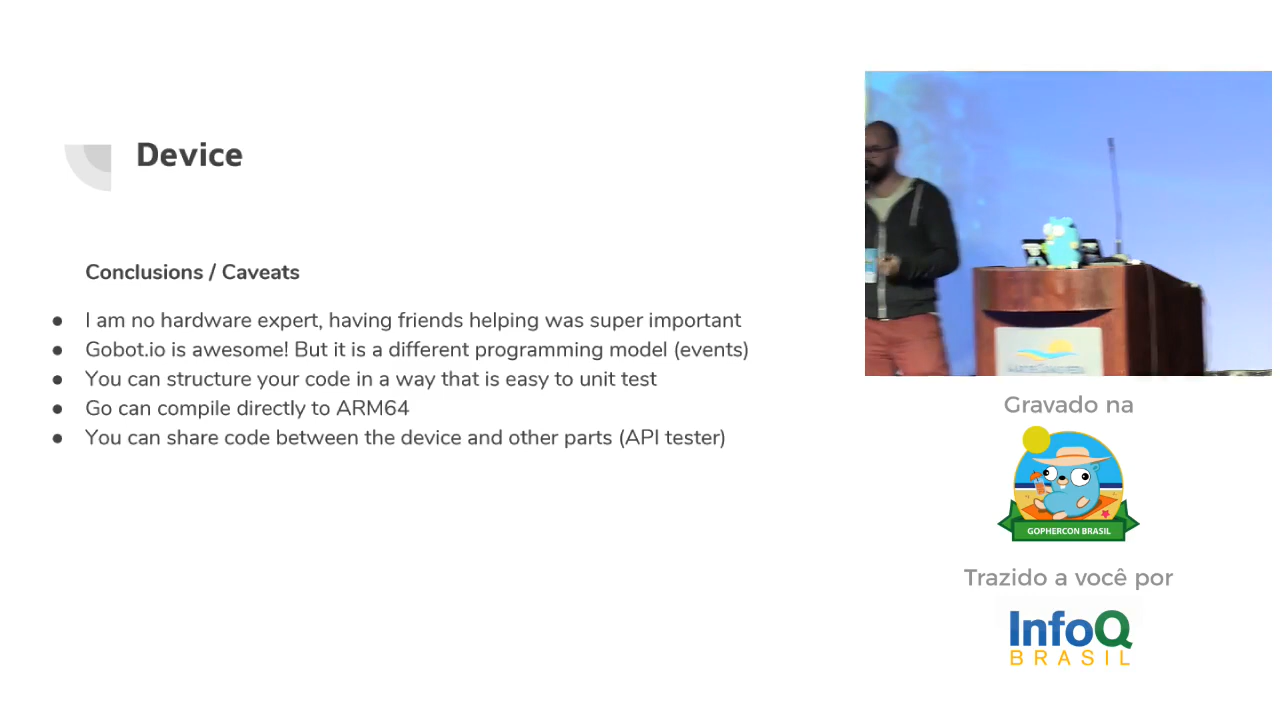 Device
Conclusions / Caveats
● I am no hardware expert, having friends helping was super important
● Gobot.io is awesome! But it is a different programming model (events)
● You can structure your code in a way that is easy to unit test
● Go can compile directly to ARM64
● You can share code between the device and other parts (API tester)
Gravado na
GOPHERCON BRASIL
Trazido a você por
InfoQ
BRASIL